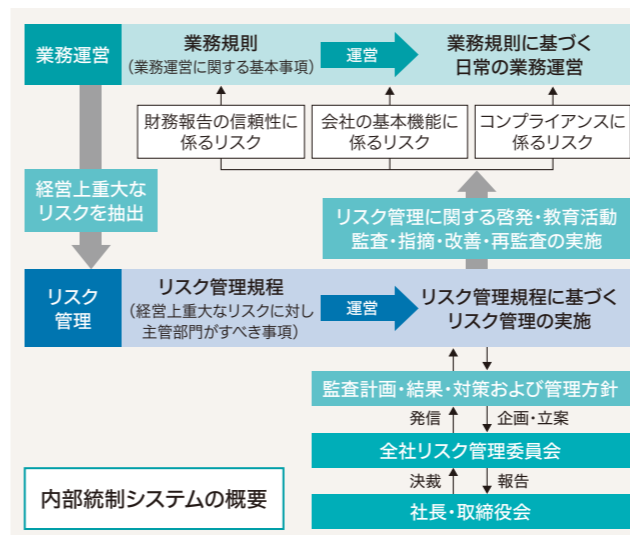 業務運営
業務規則
（業務運営に関する基本事項）
運営
業務規則に基づく
日常の業務運営
財務報告の信頼性に
係るリスク
会社の基本機能に
係るリスク
コンプライアンスに
係るリスク
経営上重大な
リスクを抽出
リスク管理に関する啓発・教育活動
監査・指摘・改善・再監査の実施
リスク
管理
リスク管理規程
（経営上重大なリスクに対し
主管部門がすべき事項）
運営
リスク管理規程に基づく
リスク管理の実施
監査計画・結果・対策および管理方針
発信
企画・立案
全社リスク管理委員会
決裁
報告
社長・取締役会
内部統制システムの概要